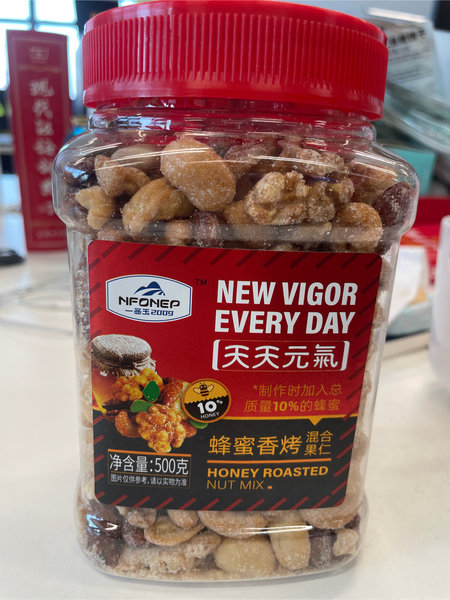 NFONEP
TM
一品玉2009
NEW VIGOR
EVERY DAY
[天天元氣]
*制作时加入总
质量10%的蜂蜜
10%
HONEY
蜂蜜香烤 混合果仁
HONEY ROASTED
NUT MIX
净含量:500克
图片仅供参考,请以实物为准